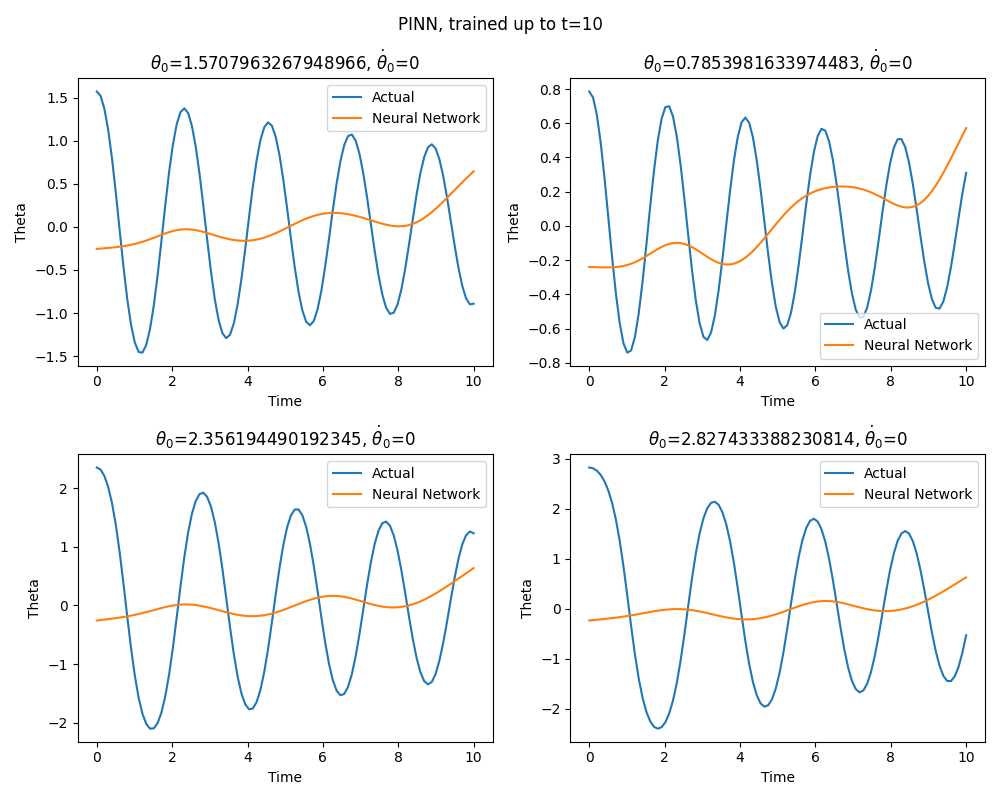 PINN, trained up to t=10
θ₀=1.5707963267948966, θ̇₀=0
1.5
1.0
0.5
0.0
−0.5
−1.0
−1.5
Theta
0 2 4 6 8 10
Time
Actual
Neural Network
θ₀=0.7853981633974483, θ̇₀=0
0.8
0.6
0.4
0.2
0.0
−0.2
−0.4
−0.6
−0.8
Theta
0 2 4 6 8 10
Time
Actual
Neural Network
θ₀=2.356194490192345, θ̇₀=0
2
1
0
−1
−2
Theta
0 2 4 6 8 10
Time
Actual
Neural Network
θ₀=2.827433388230814, θ̇₀=0
3
2
1
0
−1
−2
Theta
0 2 4 6 8 10
Time
Actual
Neural Network